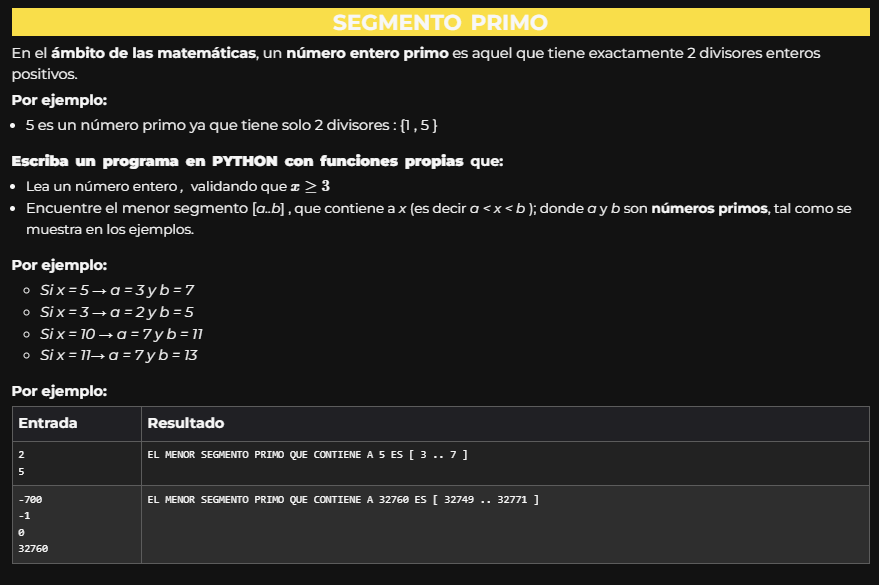 SEGMENTO PRIMO
En el ámbito de las matemáticas, un número entero primo es aquel que tiene exactamente 2 divisores enteros
positivos.
Por ejemplo:
• 5 es un número primo ya que tiene solo 2 divisores : {1 , 5 }
Escriba un programa en PYTHON con funciones propias que:
• Lea un número entero , validando que x ≥ 3
• Encuentre el menor segmento [a..b] , que contiene a x (es decir a < x < b ); donde a y b son números primos, tal como se
muestra en los ejemplos.
Por ejemplo:
◦ Si x = 5 → a = 3 y b = 7
◦ Si x = 3 → a = 2 y b = 5
◦ Si x = 10 → a = 7 y b = 11
◦ Si x = 11→ a = 7 y b = 13
Por ejemplo:
Entrada Resultado
2 EL MENOR SEGMENTO PRIMO QUE CONTIENE A 5 ES [ 3 .. 7 ]
5
-700 EL MENOR SEGMENTO PRIMO QUE CONTIENE A 32760 ES [ 32749 .. 32771 ]
-1
0
32760